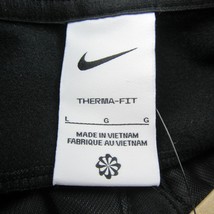 THERMA-FIT
L G G
MADE IN VIETNAM
FABRIQUÉ AU VIETNAM